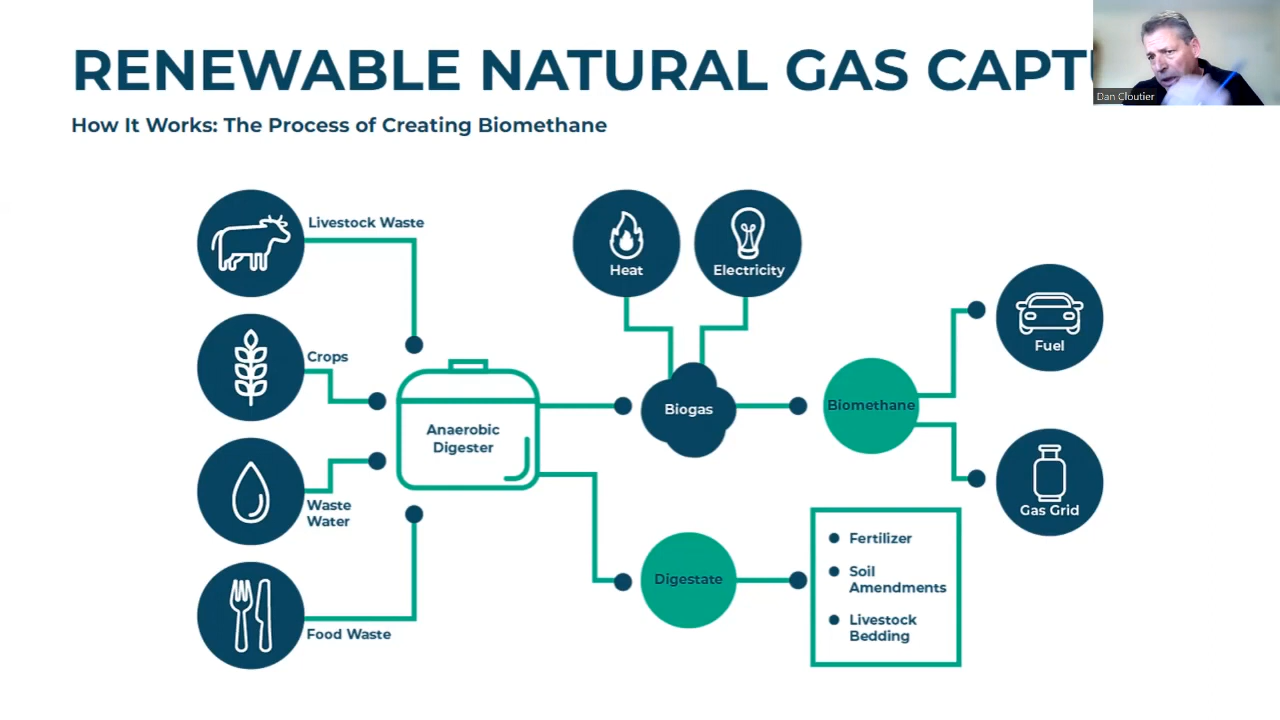 RENEWABLE NATURAL GAS CAPT
Dan Cloutier
How It Works: The Process of Creating Biomethane
Livestock Waste
Crops
Waste
Water
Food Waste
Anaerobic
Digester
Heat
Electricity
Biogas
Biomethane
Fuel
Gas Grid
Digestate
Fertilizer
Soil
Amendments
Livestock
Bedding